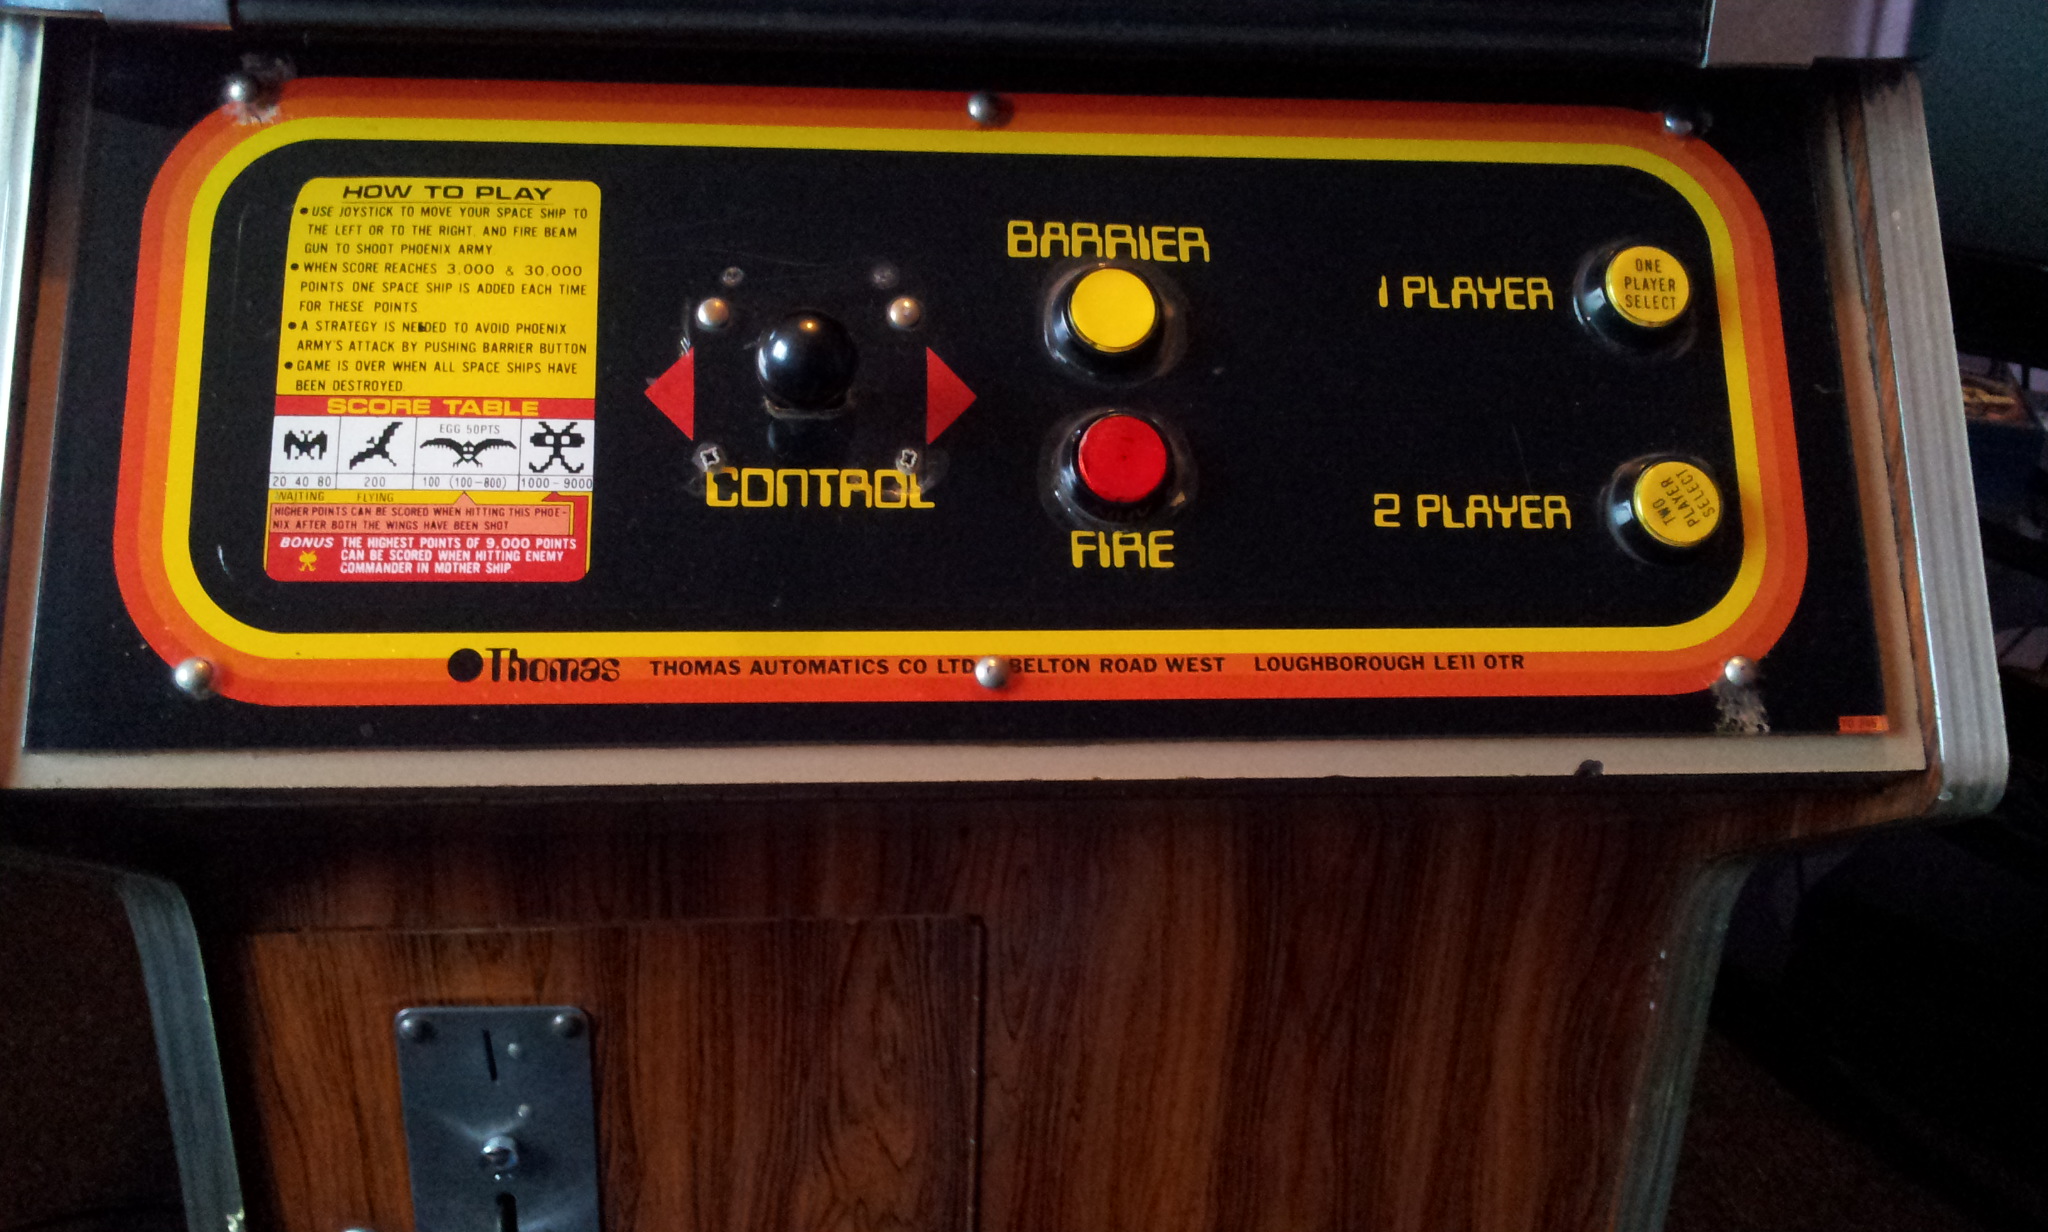 HOW TO PLAY
● USE JOYSTICK TO MOVE YOUR SPACE SHIP TO
THE LEFT OR TO THE RIGHT, AND FIRE BEAM
GUN TO SHOOT PHOENIX ARMY.
● WHEN SCORE REACHES 3,000 & 30,000
POINTS ONE SPACE SHIP IS ADDED EACH TIME
FOR THESE POINTS.
● A STRATEGY IS NEEDED TO AVOID PHOENIX
ARMY'S ATTACK BY PUSHING BARRIER BUTTON
● GAME IS OVER WHEN ALL SPACE SHIPS HAVE
BEEN DESTROYED.
SCORE TABLE
EGG 50PTS
20 40 80 200 100 (100-800) 1000-9000
WAITING FLYING
HIGHER POINTS CAN BE SCORED WHEN HITTING THIS PHOE-
NIX AFTER BOTH THE WINGS HAVE BEEN SHOT
BONUS THE HIGHEST POINTS OF 9,000 POINTS
CAN BE SCORED WHEN HITTING ENEMY
COMMANDER IN MOTHER SHIP.
CONTROL
BARRIER
FIRE
1 PLAYER
ONE
PLAYER
SELECT
2 PLAYER
TWO
PLAYER
SELECT
Thomas THOMAS AUTOMATICS CO LTD BELTON ROAD WEST LOUGHBOROUGH LE11 OTR